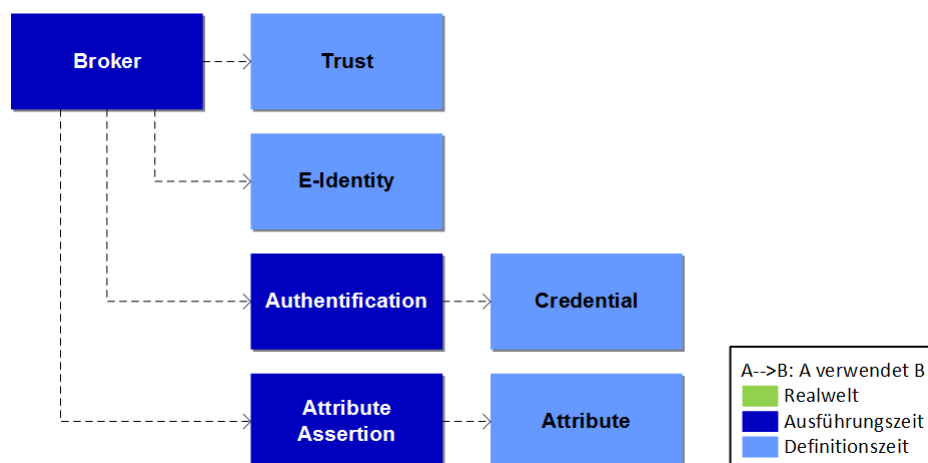 Broker
Trust
E-Identity
Authentification
Credential
Attribute
Assertion
Attribute
A-->B: A verwendet B
Realwelt
Ausführungszeit
Definitionszeit